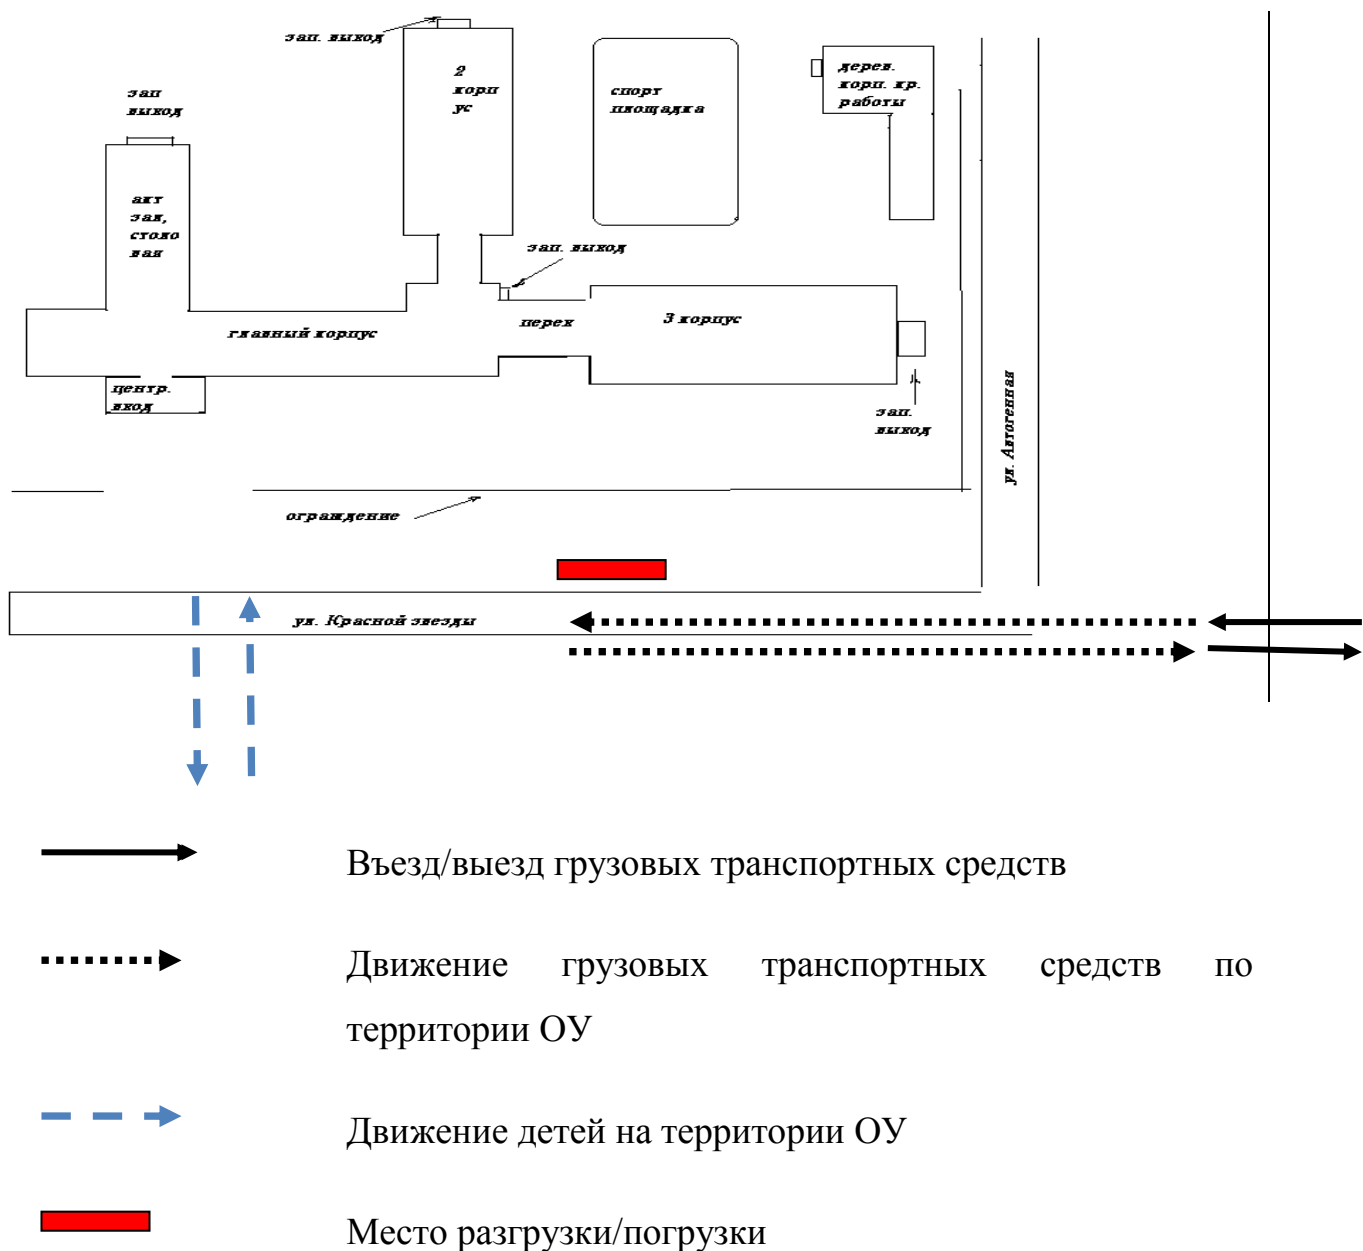 зап. выход
2
корп
ус
спорт
площадка
дерев.
корп. кр.
работы
зап
выход
акт
зал,
столо
вая
зап. выход
главный корпус
перех
3 корпус
центр.
вход
зап.
выход
ул. Автогенная
ограждение
ул. Красной звезды
Въезд/выезд грузовых транспортных средств
Движение грузовых транспортных средств по
территории ОУ
Движение детей на территории ОУ
Место разгрузки/погрузки